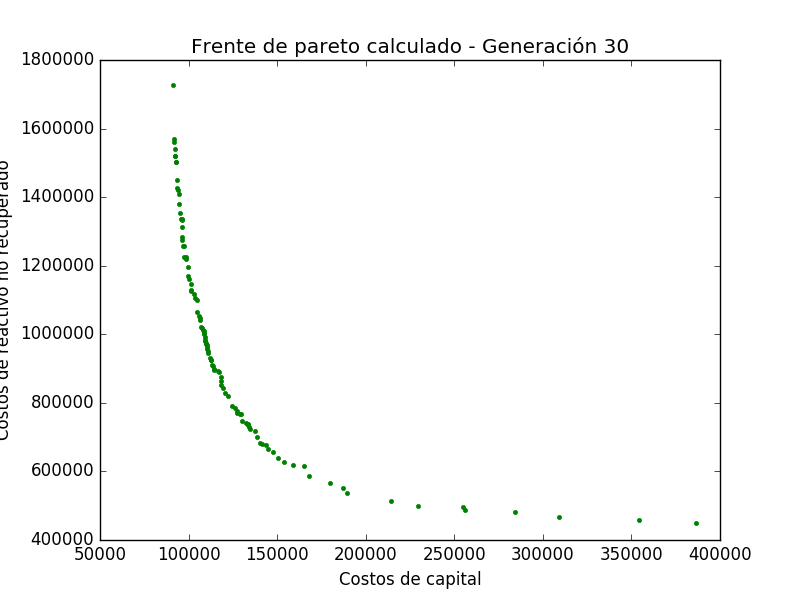 Frente de pareto calculado - Generación 30
1800000
1600000
1400000
1200000
1000000
800000
600000
400000
Costos de reactivo no recuperado
50000 100000 150000 200000 250000 300000 350000 400000
Costos de capital